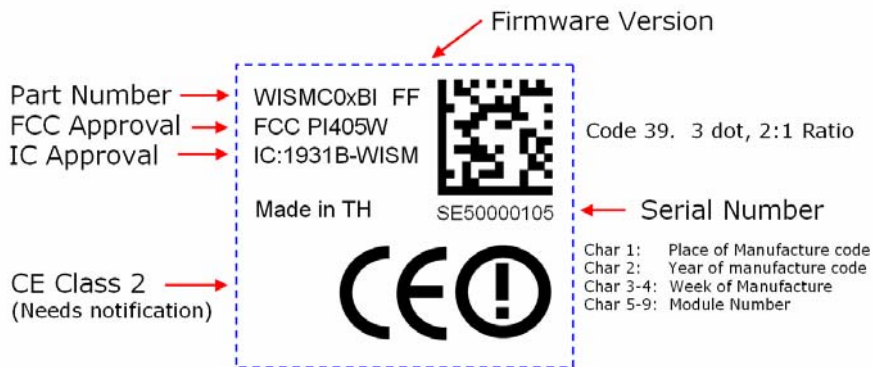 Firmware Version
Part Number
FCC Approval
IC Approval
WISMC0xBI FF
FCC PI405W
IC:1931B-WISM
Code 39. 3 dot, 2:1 Ratio
Made in TH
SE50000105
Serial Number
Char 1: Place of Manufacture code
Char 2: Year of manufacture code
Char 3-4: Week of Manufacture
Char 5-9: Module Number
CE Class 2
(Needs notification)
CE